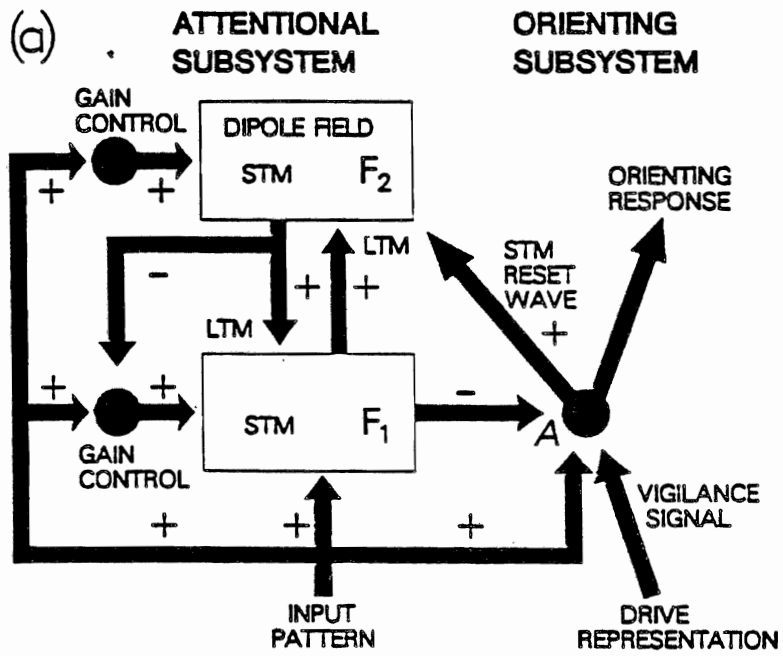 (a)
ATTENTIONAL
SUBSYSTEM
ORIENTING
SUBSYSTEM
GAIN
CONTROL
DIPOLE FIELD
STM F₂
+
+
ORIENTING
RESPONSE
LTM
STM
RESET
WAVE
+
−
+
+
LTM
+
+
STM F₁
−
A
GAIN
CONTROL
VIGILANCE
SIGNAL
+
+
+
INPUT
PATTERN
DRIVE
REPRESENTATION